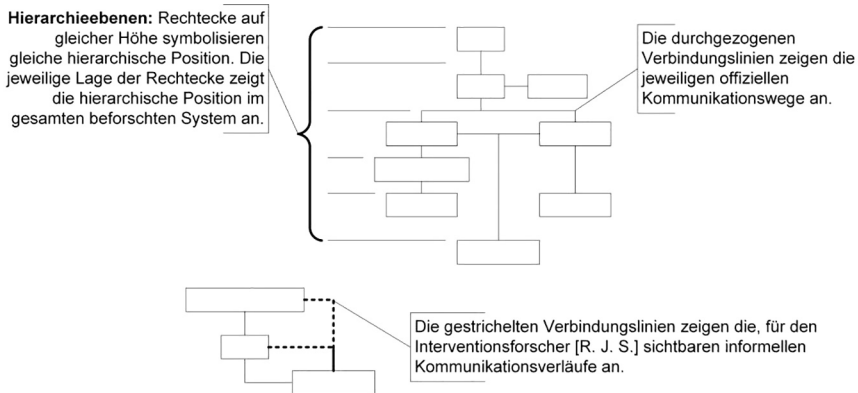 Hierarchieebenen: Rechtecke auf
gleicher Höhe symbolisieren
gleiche hierarchische Position. Die
jeweilige Lage der Rechtecke zeigt
die hierarchische Position im
gesamten beforschten System an.
Die durchgezogenen
Verbindungslinien zeigen die
jeweiligen offiziellen
Kommunikationswege an.
Die gestrichelten Verbindungslinien zeigen die, für den
Interventionsforscher [R. J. S.] sichtbaren informellen
Kommunikationsverläufe an.